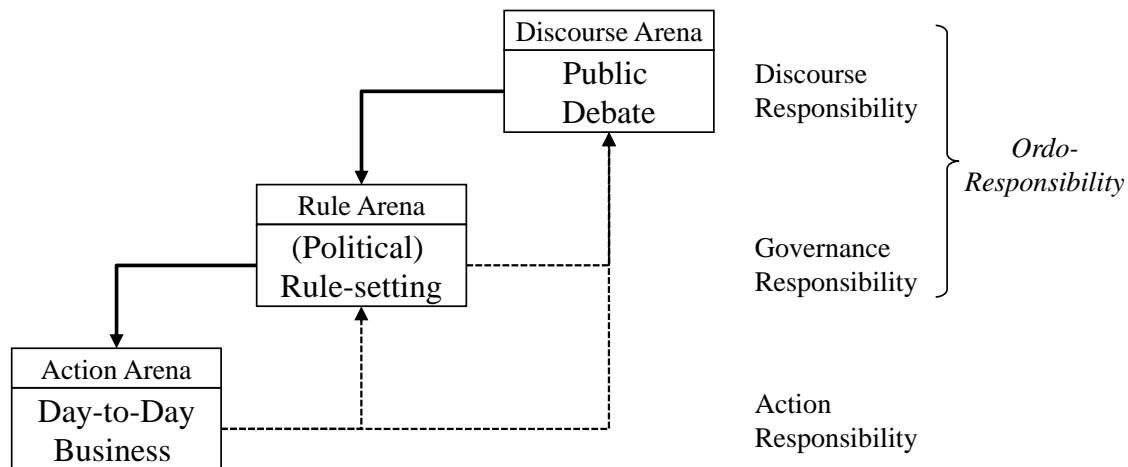 Discourse Arena
Public
Debate
Discourse
Responsibility
Ordo-
Responsibility
Rule Arena
(Political)
Rule-setting
Governance
Responsibility
Action Arena
Day-to-Day
Business
Action
Responsibility